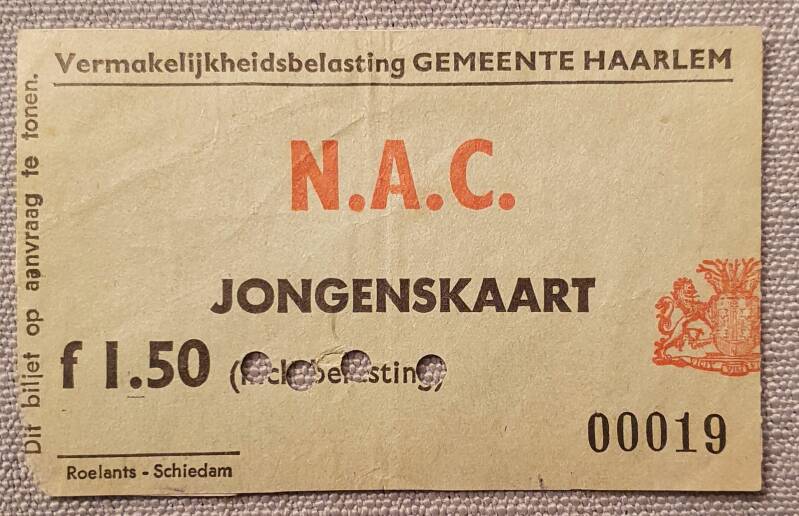 Vermakelijkheidsbelasting GEMEENTE HAARLEM
Dit biljet op aanvraag te tonen.
N.A.C.
JONGENSKAART
f 1.50
00019
Roelants - Schiedam